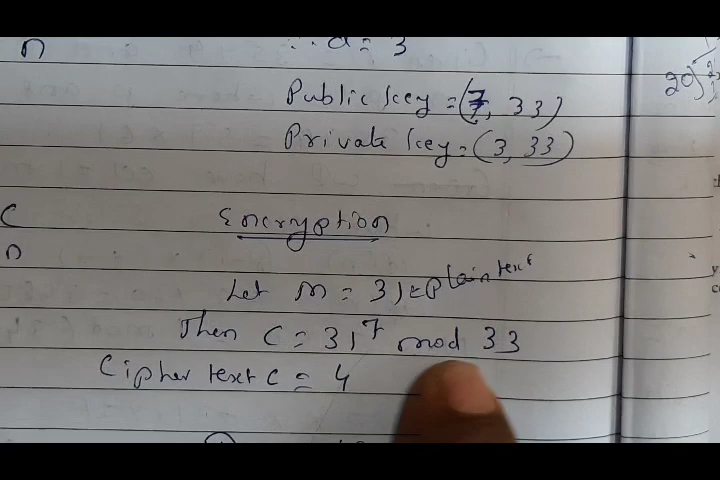 n
∴ d = 3
Public key = (7, 33)
Private key = (3, 33)
C
Encryption
n
Let m = 31 ← Plain text
Then C = 31^7 mod 33
Cipher text C = 4
20)